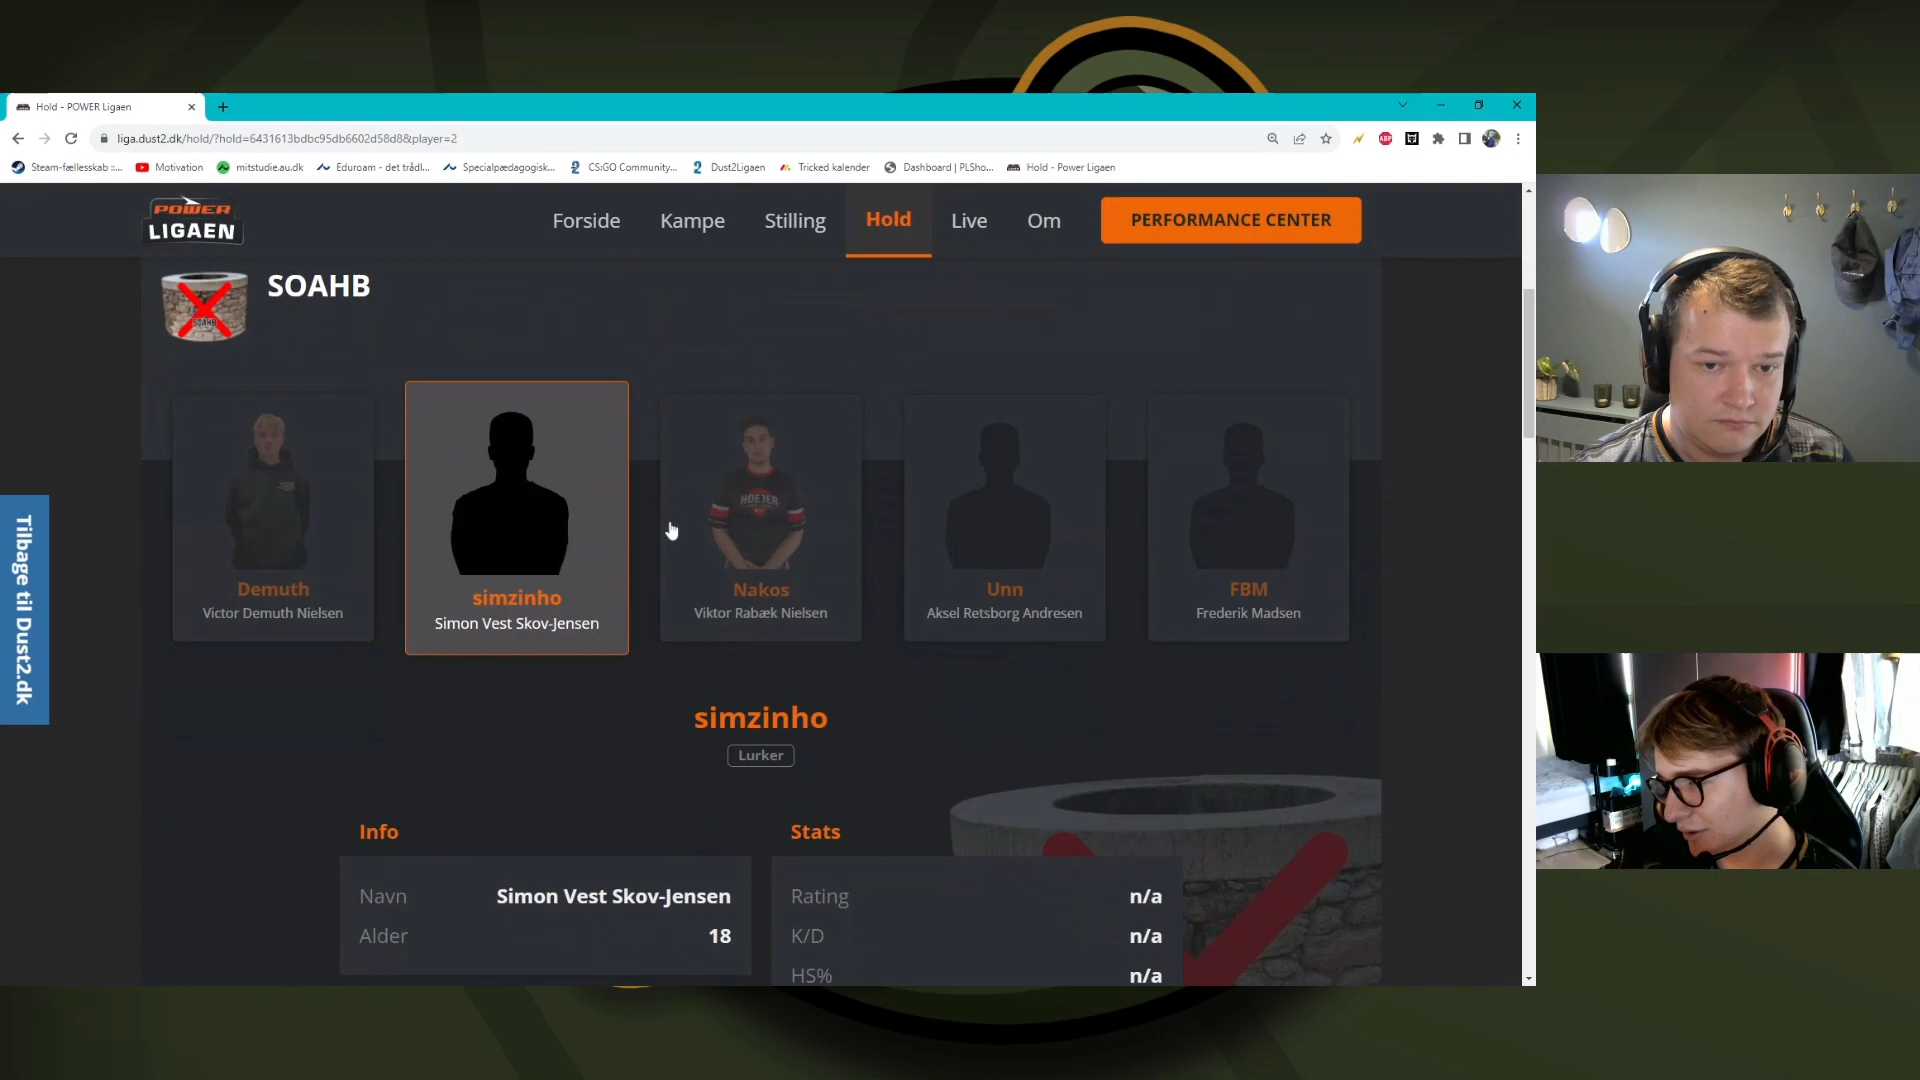 Hold - POWER Ligaen
liga.dust2.dk/hold/?hold=6431613bdbc95db6602d58d8&player=2
ABP
Steam-fællesskab ::...
Motivation
mitstudie.au.dk
Eduroam - det trådl...
Specialpædagogisk...
CS:GO Community...
Dust2Ligaen
Tricked kalender
Dashboard | PLSho...
Hold - Power Ligaen
POWER
LIGAEN
Forside
Kampe
Stilling
Hold
Live
Om
PERFORMANCE CENTER
SOAHB
SOAHB
HOEJER
Demuth
Victor Demuth Nielsen
simzinho
Simon Vest Skov-Jensen
Nakos
Viktor Rabæk Nielsen
Unn
Aksel Retsborg Andresen
FBM
Frederik Madsen
Tilbage til Dust2.dk
simzinho
Lurker
Info
Navn Simon Vest Skov-Jensen
Alder 18
Stats
Rating n/a
K/D n/a
HS% n/a